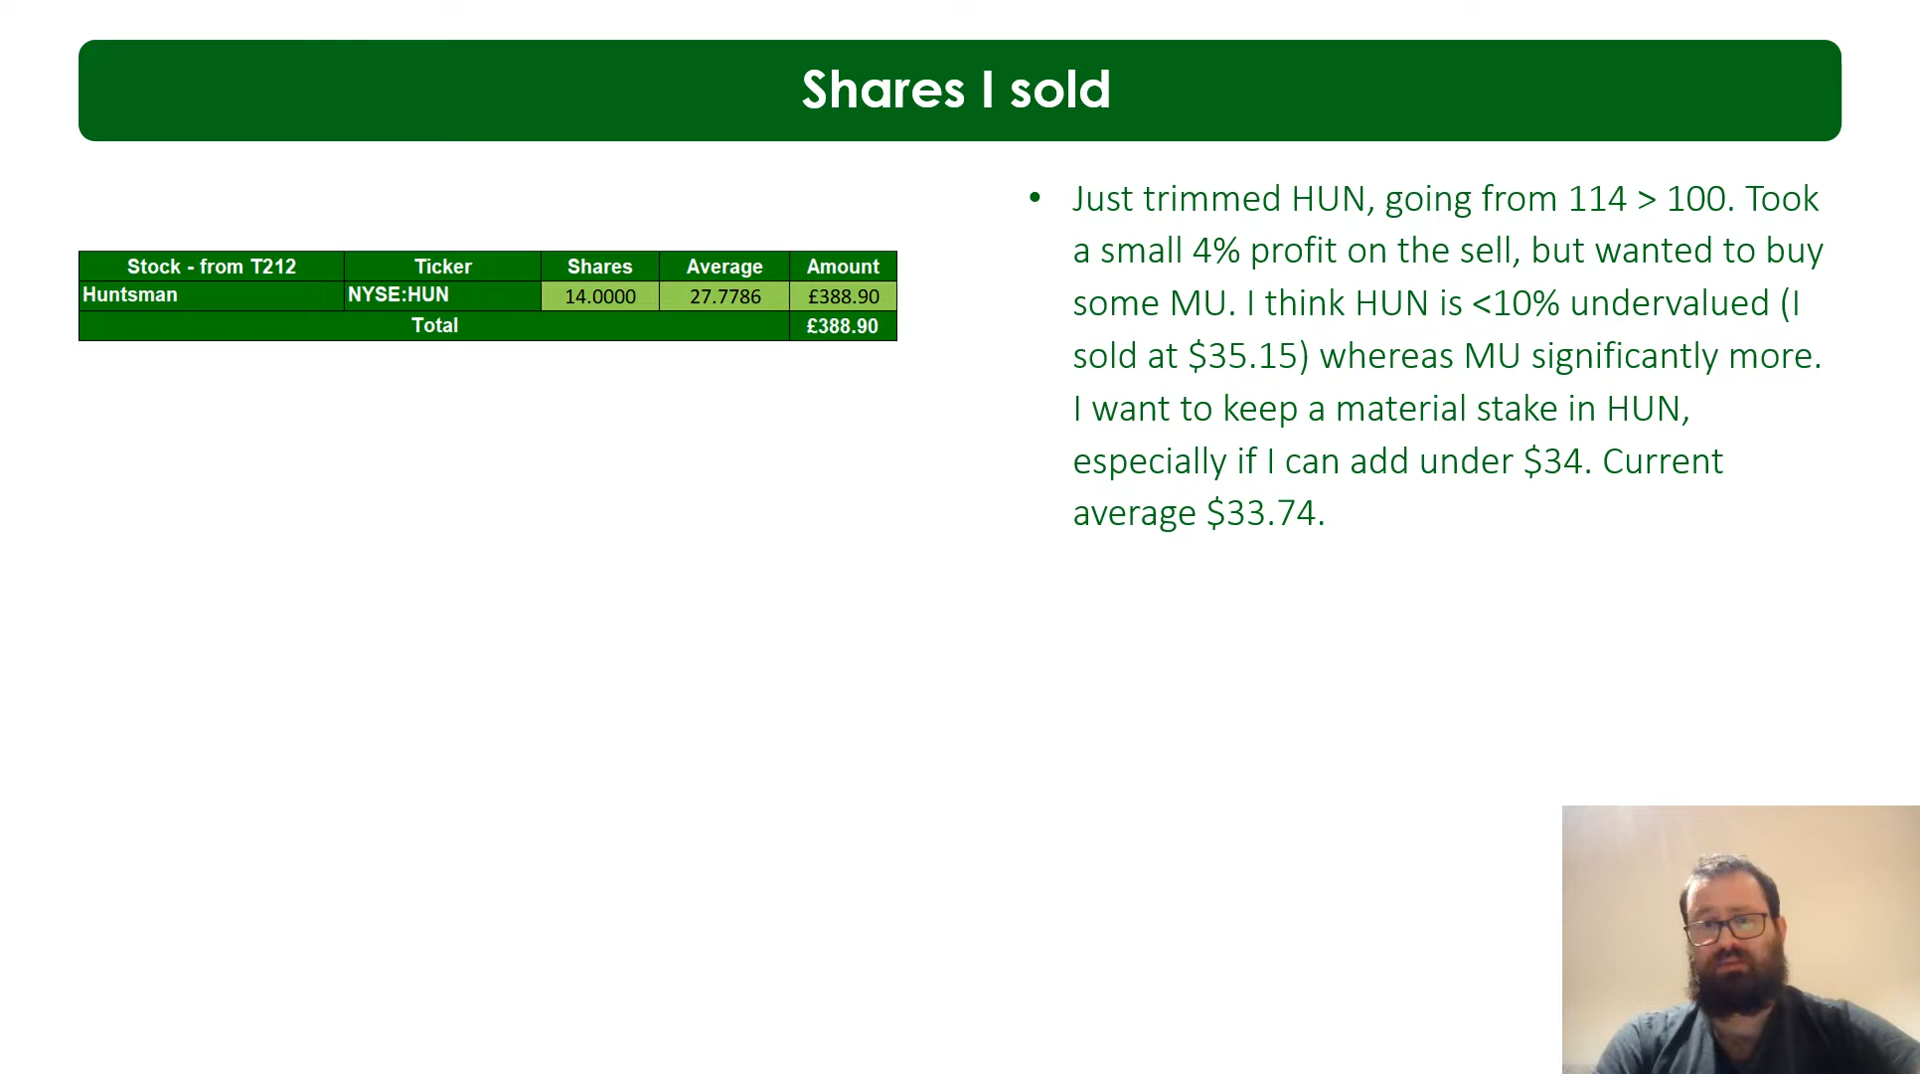 Shares I sold
Stock - from T212 Ticker Shares Average Amount
Huntsman NYSE:HUN 14.0000 27.7786 £388.90
Total £388.90
• Just trimmed HUN, going from 114 > 100. Took
a small 4% profit on the sell, but wanted to buy
some MU. I think HUN is <10% undervalued (I
sold at $35.15) whereas MU significantly more.
I want to keep a material stake in HUN,
especially if I can add under $34. Current
average $33.74.